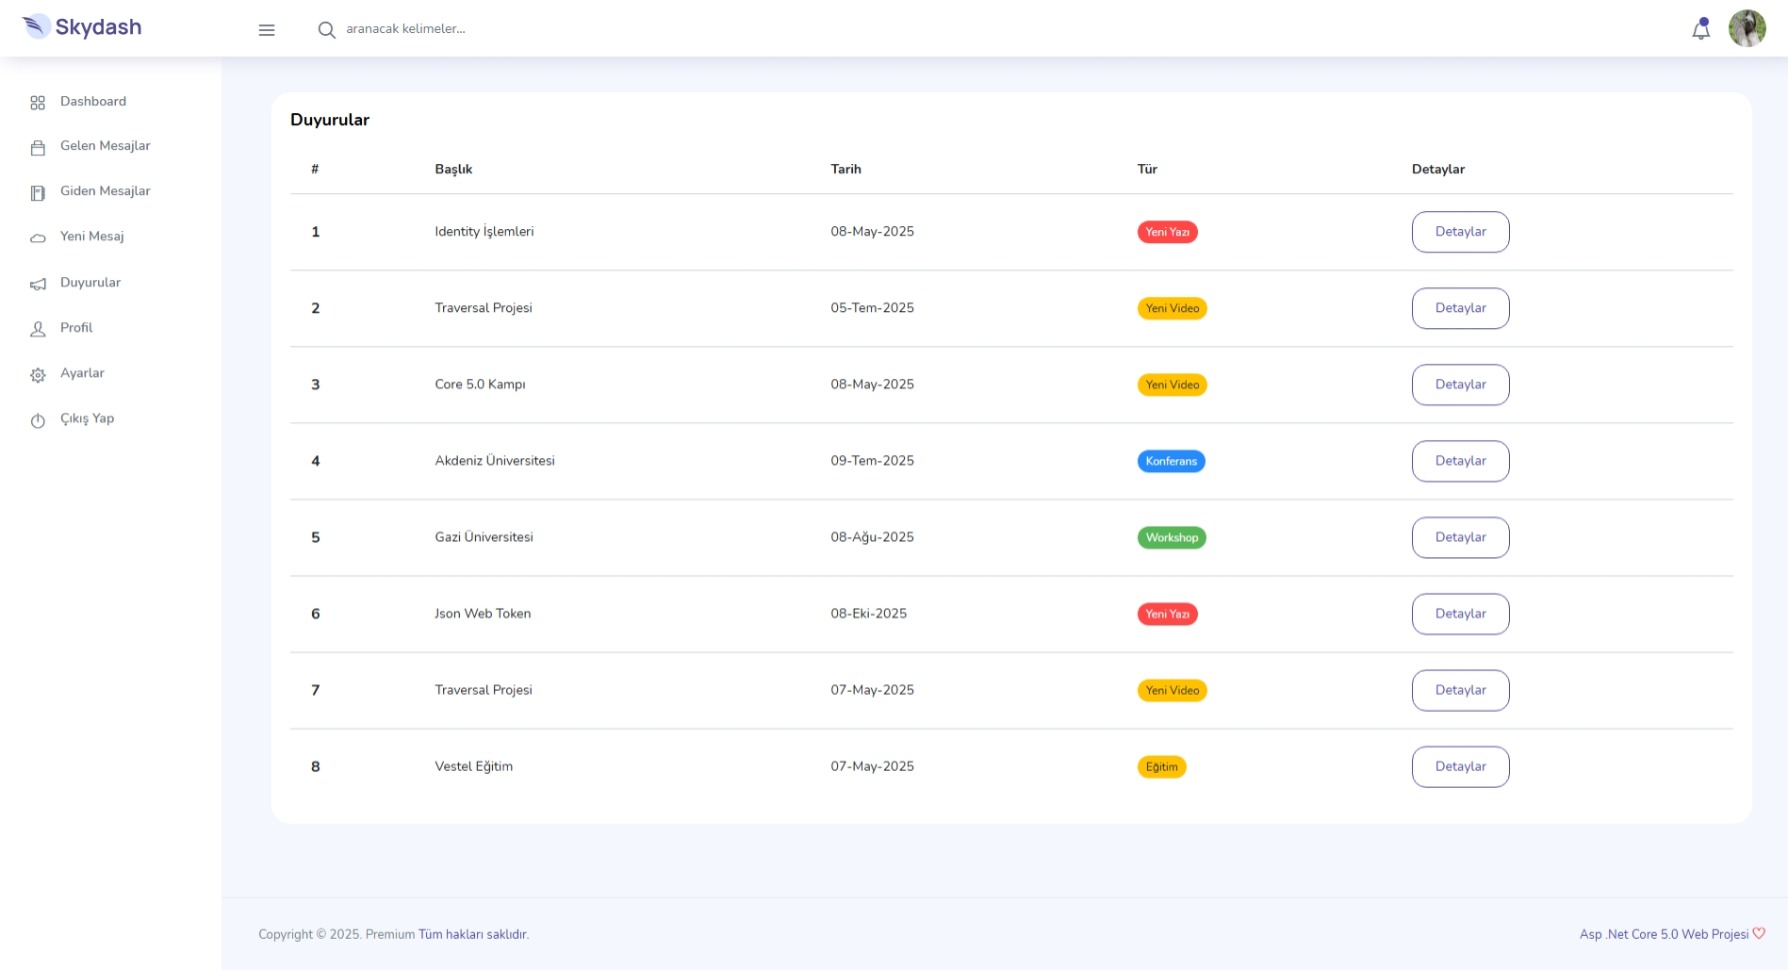 Skydash
aranacak kelimeler...
Dashboard
Gelen Mesajlar
Giden Mesajlar
Yeni Mesaj
Duyurular
Profil
Ayarlar
Çıkış Yap
Duyurular
# Başlık Tarih Tür Detaylar
1 Identity İşlemleri 08-May-2025 Yeni Yazı Detaylar
2 Traversal Projesi 05-Tem-2025 Yeni Video Detaylar
3 Core 5.0 Kampı 08-May-2025 Yeni Video Detaylar
4 Akdeniz Üniversitesi 09-Tem-2025 Konferans Detaylar
5 Gazi Üniversitesi 08-Ağu-2025 Workshop Detaylar
6 Json Web Token 08-Eki-2025 Yeni Yazı Detaylar
7 Traversal Projesi 07-May-2025 Yeni Video Detaylar
8 Vestel Eğitim 07-May-2025 Eğitim Detaylar
Copyright © 2025. Premium Tüm hakları saklıdır.
Asp .Net Core 5.0 Web Projesi